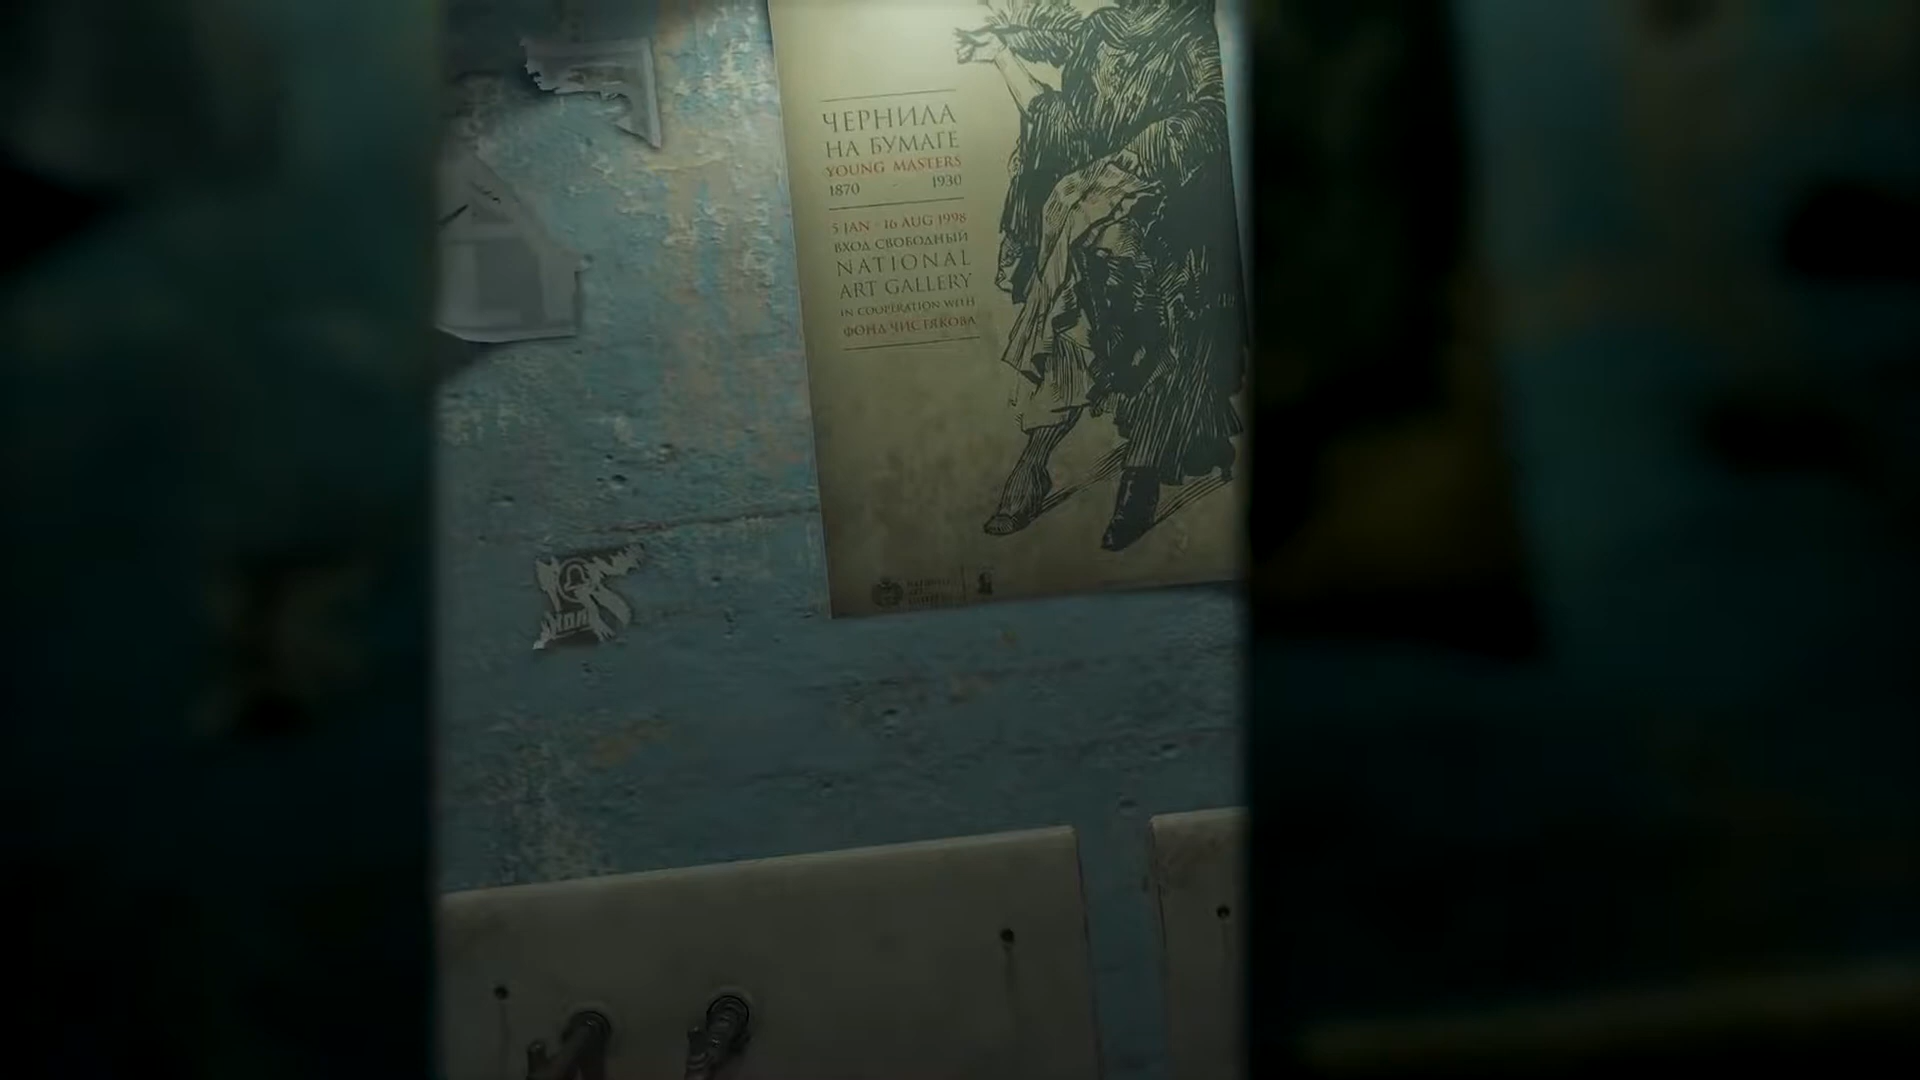 ЧЕРНИЛА
НА БУМАГЕ
YOUNG MASTERS
1870 - 1930
5 JAN - 16 AUG 1998
ВХОД СВОБОДНЫЙ
NATIONAL
ART GALLERY
IN COOPERATION WITH
ФОНД ЧИСТЯКОВА